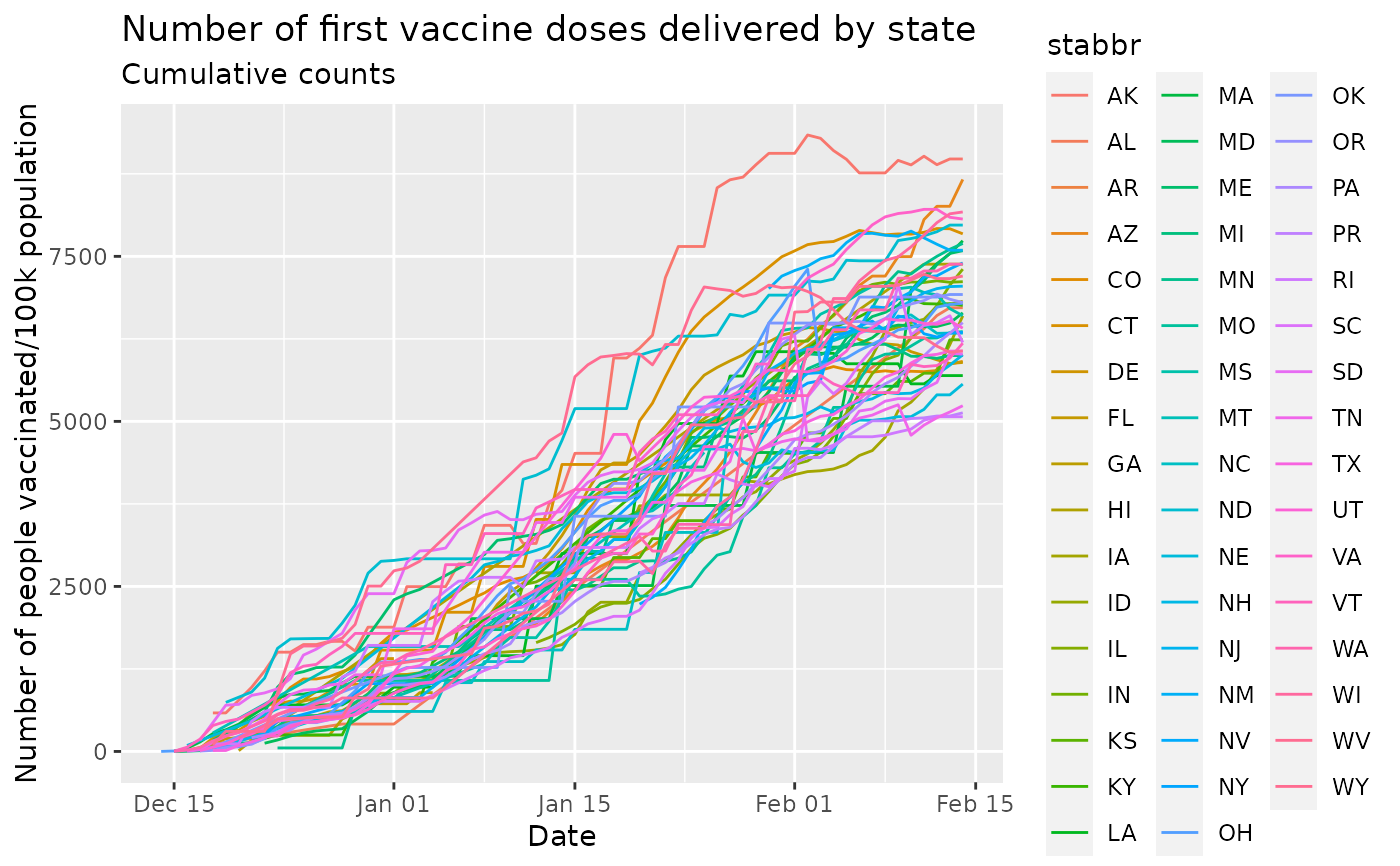 Number of first vaccine doses delivered by state
Cumulative counts
Number of people vaccinated/100k population
7500
5000
2500
0
Dec 15
Jan 01
Jan 15
Feb 01
Feb 15
Date
stabbr
AK
AL
AR
AZ
CO
CT
DE
FL
GA
HI
IA
ID
IL
IN
KS
KY
LA
MA
MD
ME
MI
MN
MO
MS
MT
NC
ND
NE
NH
NJ
NM
NV
NY
OH
OK
OR
PA
PR
RI
SC
SD
TN
TX
UT
VA
VT
WA
WI
WV
WY